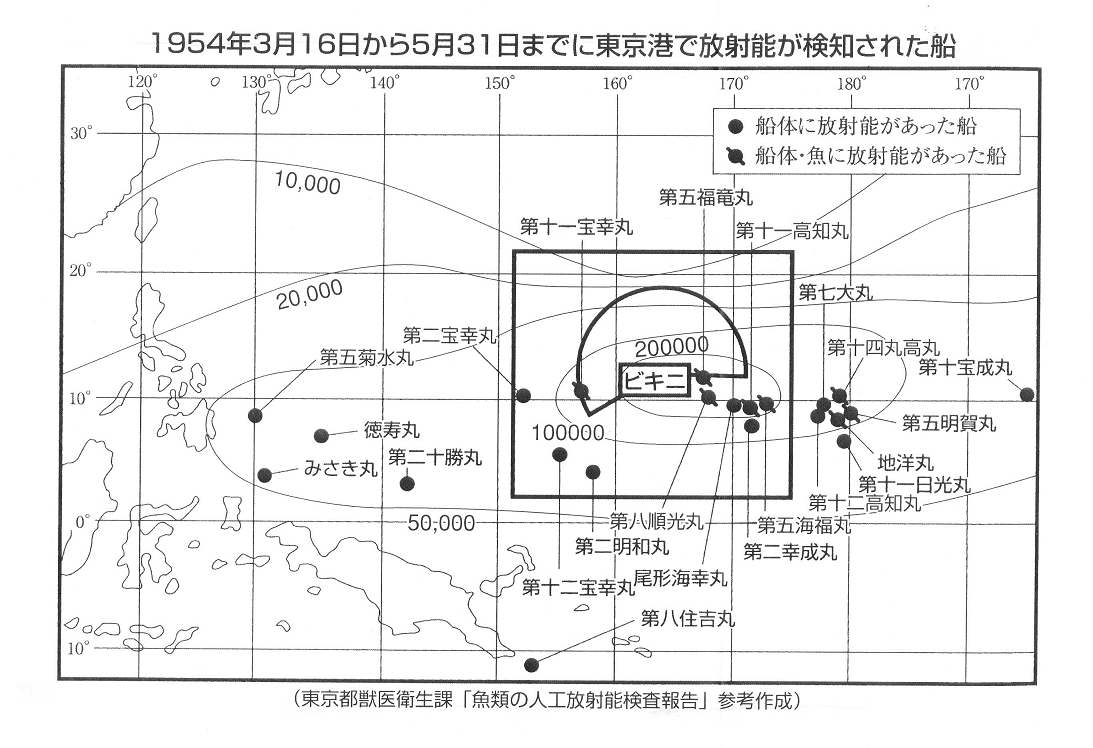 1954年3月16日から5月31日までに東京港で放射能が検知された船
120°
130°
140°
150°
160°
170°
180°
170°
30°
20°
10°
0°
10°
船体に放射能があった船
船体・魚に放射能があった船
10,000
20,000
200000
100000
50,000
ビキニ
第五福竜丸
第十一宝幸丸
第十一高知丸
第七大丸
第二宝幸丸
第五菊水丸
第十四丸高丸
第十宝成丸
徳寿丸
第五明賀丸
みさき丸
第二十勝丸
地洋丸
第十一日光丸
第十二高知丸
第八順光丸
第五海福丸
第二明和丸
第二幸成丸
第十二宝幸丸
尾形海幸丸
第八住吉丸
（東京都獣医衛生課「魚類の人工放射能検査報告」参考作成）